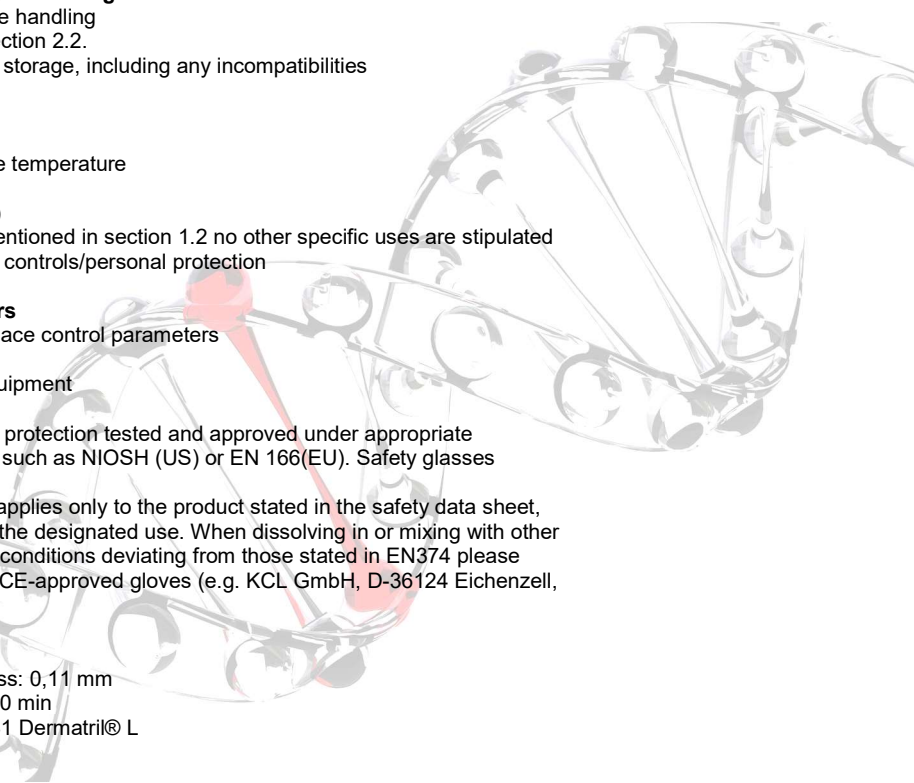 e handling
ction 2.2.
storage, including any incompatibilities
e temperature
)
entioned in section 1.2 no other specific uses are stipulated
controls/personal protection
rs
ace control parameters
uipment
protection tested and approved under appropriate
such as NIOSH (US) or EN 166(EU). Safety glasses
applies only to the product stated in the safety data sheet,
the designated use. When dissolving in or mixing with other
conditions deviating from those stated in EN374 please
CE-approved gloves (e.g. KCL GmbH, D-36124 Eichenzell,
ss: 0,11 mm
0 min
1 Dermatril® L